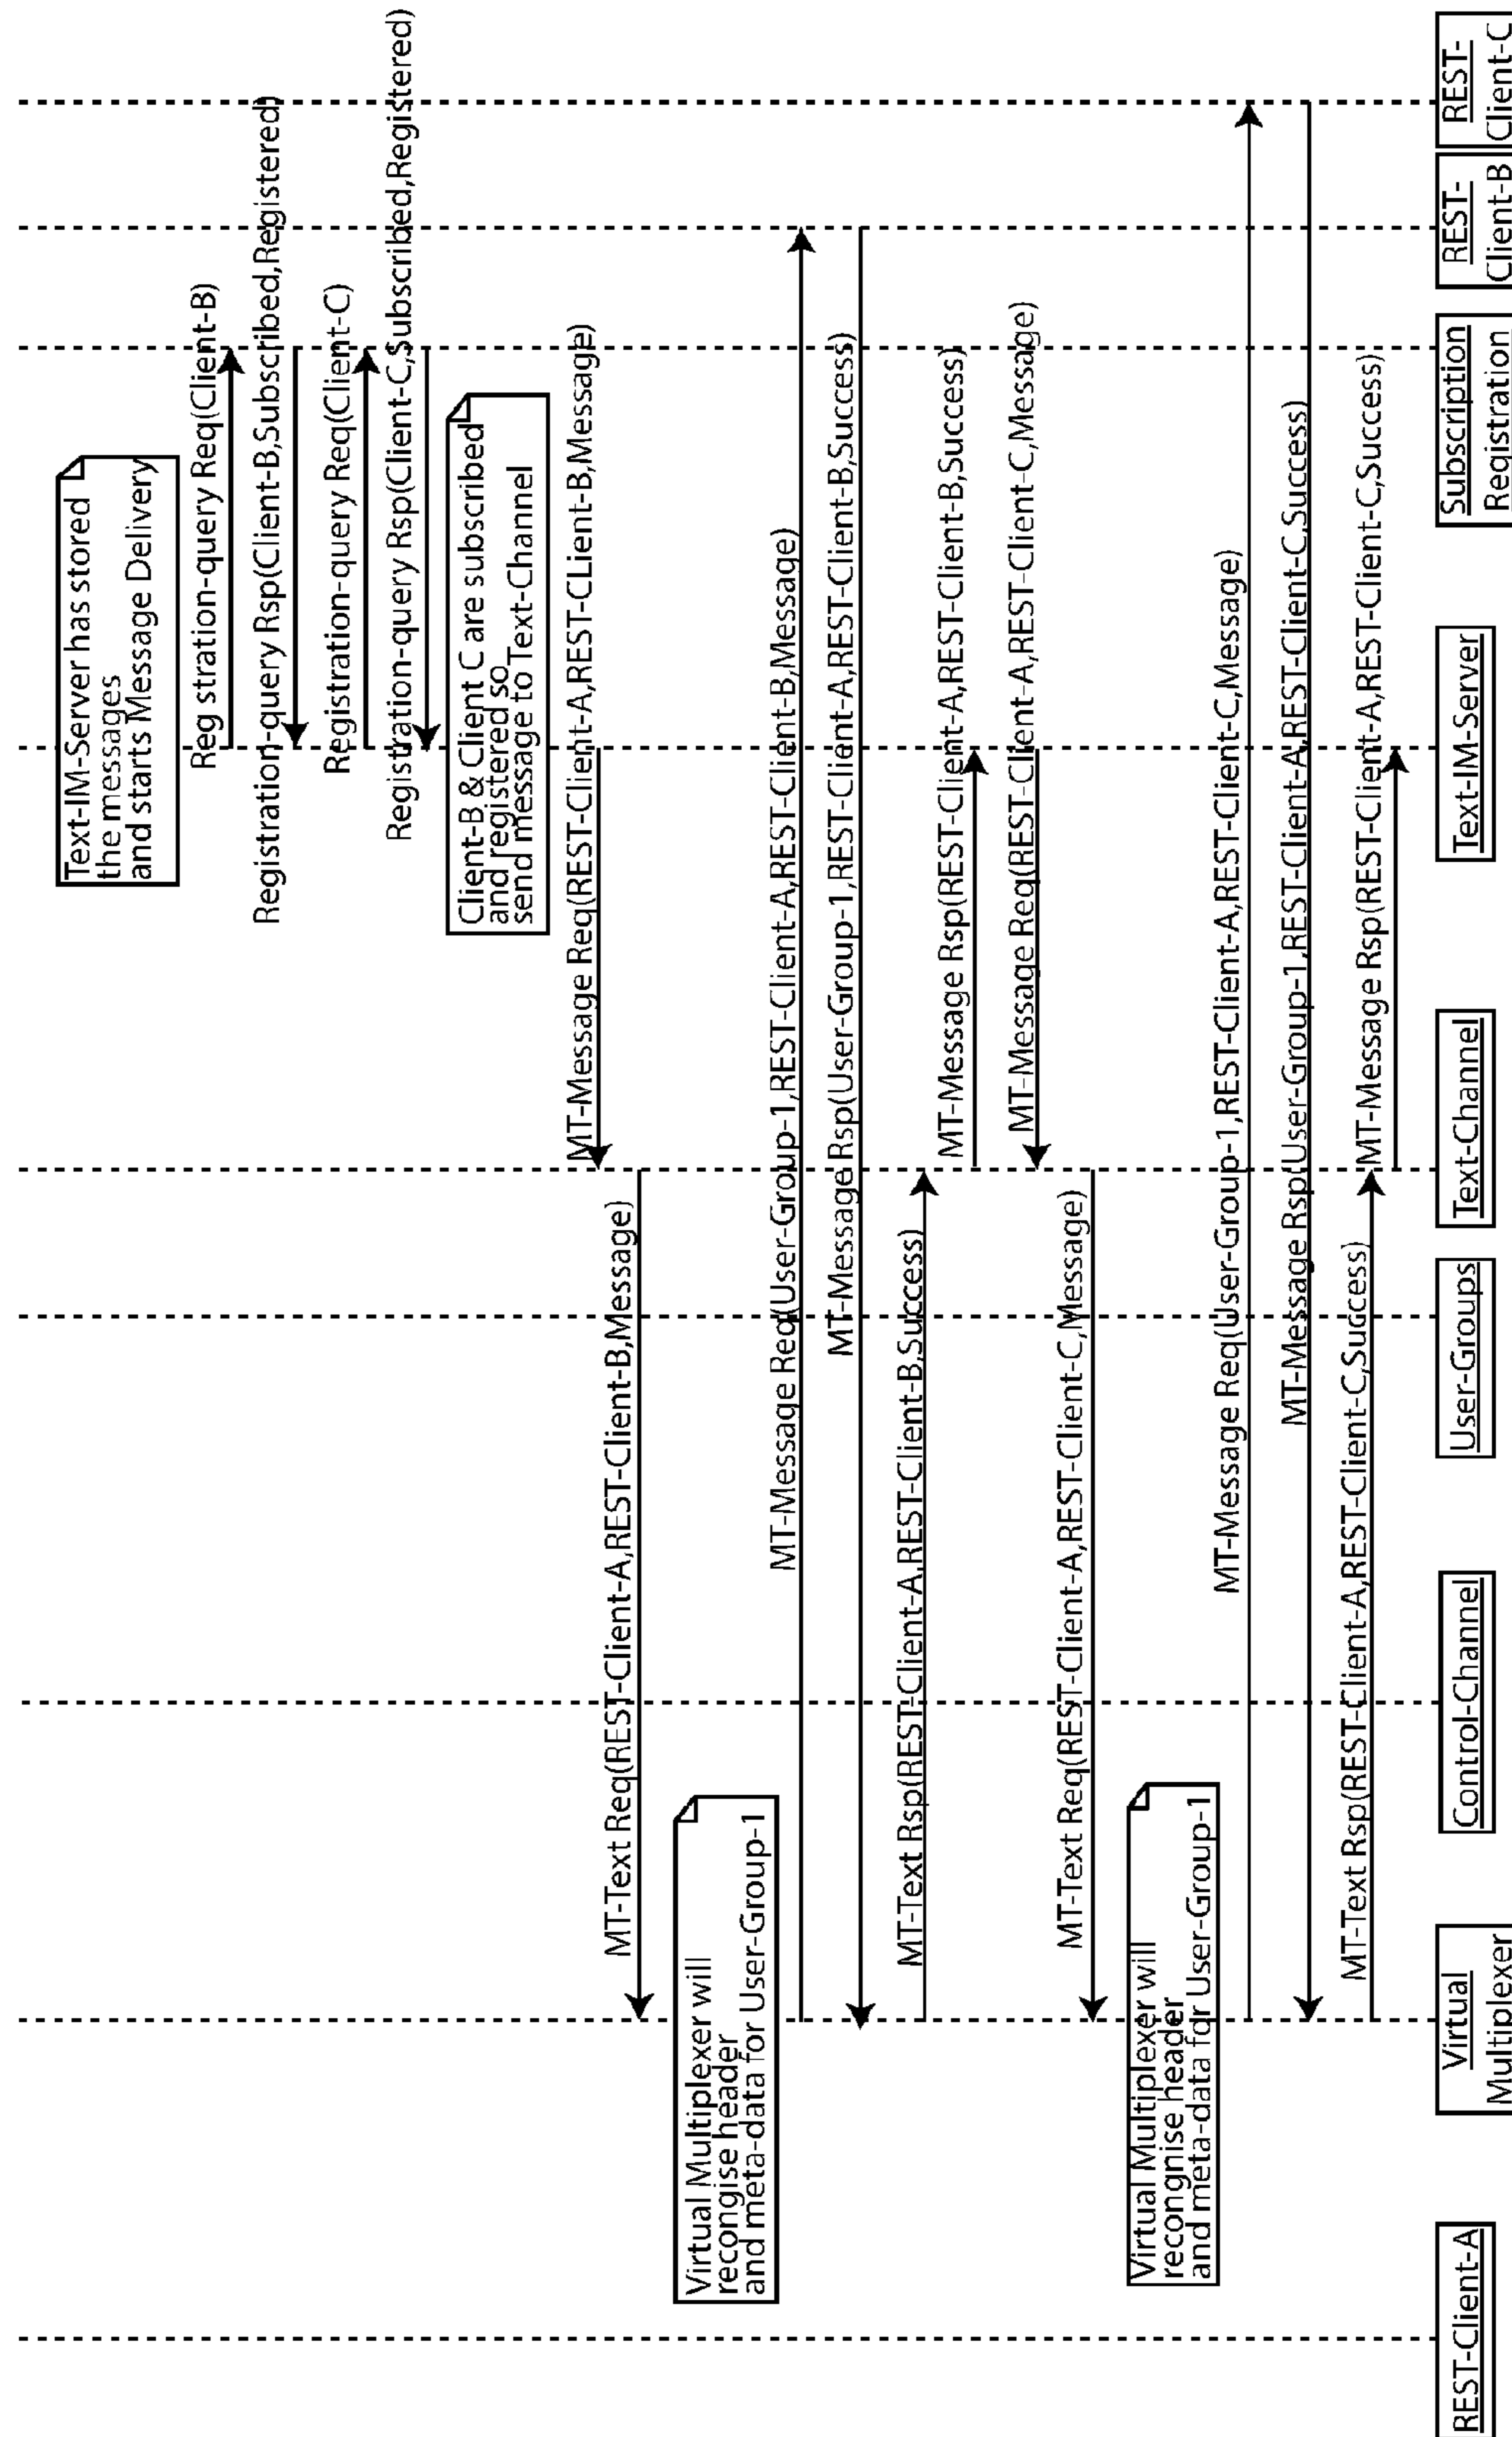 Text-IM-Server has stored
the messages
and starts Message Delivery
Reg stration-query Req(Client-B)
Registration-query Rsp(Client-B,Subscribed,Registered)
Registration-query Req(Client-C)
Registration-query Rsp(Client-C,Subscribed,Registered)
Client-B & Client C are subscribed
and registered so
send message to Text-Channel
MT-Message Req(REST-Client-A,REST-CLient-B,Message)
MT-Text Req(REST-Client-A,REST-Client-B,Message)
Virtual Multiplexer will
recongise header
and meta-data for User-Group-1
MT-Message Req(User-Group-1,REST-Client-A,REST-Client-B,Message)
MT-Message Rsp(User-Group-1,REST-Client-A,REST-Client-B,Success)
MT-Text Rsp(REST-Client-A,REST-Client-B,Success)
MT-Message Rsp(REST-Client-A,REST-Client-B,Success)
MT-Message Req(REST-Client-A,REST-Client-C,Message)
MT-Text Req(REST-Client-A,REST-Client-C,Message)
Virtual Multiplexer will
recongnise header
and meta-data for User-Group-1
MT-Message Req(User-Group-1,REST-Client-A,REST-Client-C,Message)
MT-Message Rsp(User-Group-1,REST-Client-A,REST-Client-C,Success)
MT-Text Rsp(REST-Client-A,REST-Client-C,Success)
MT-Message Rsp(REST-Client-A,REST-Client-C,Success)
REST-Client-A
Virtual
Multiplexer
Control-Channel
User-Groups
Text-Channel
Text-IM-Server
Subscription
Registration
REST-
Client-B
REST-
Client-C